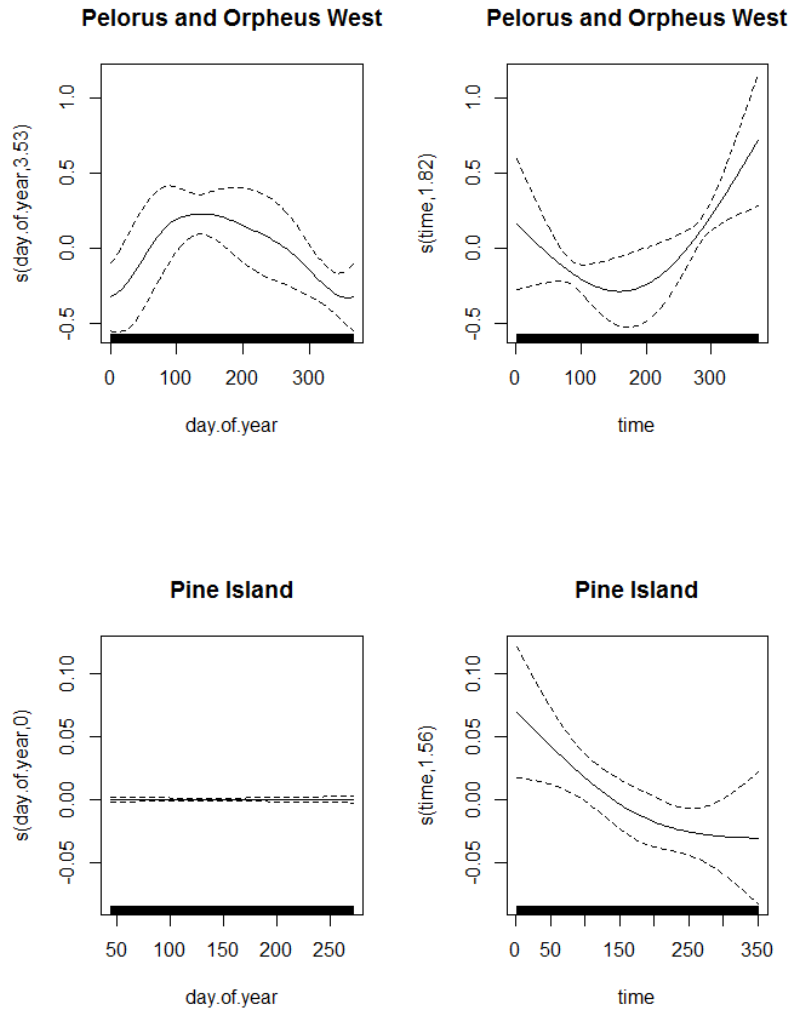 Pelorus and Orpheus West
s(day.of.year,3.53)
1.0
0.5
0.0
-0.5
0 100 200 300
day.of.year
Pelorus and Orpheus West
s(time,1.82)
1.0
0.5
0.0
-0.5
0 100 200 300
time
Pine Island
s(day.of.year,0)
0.10
0.05
0.00
-0.05
50 100 150 200 250
day.of.year
Pine Island
s(time,1.56)
0.10
0.05
0.00
-0.05
0 50 150 250 350
time